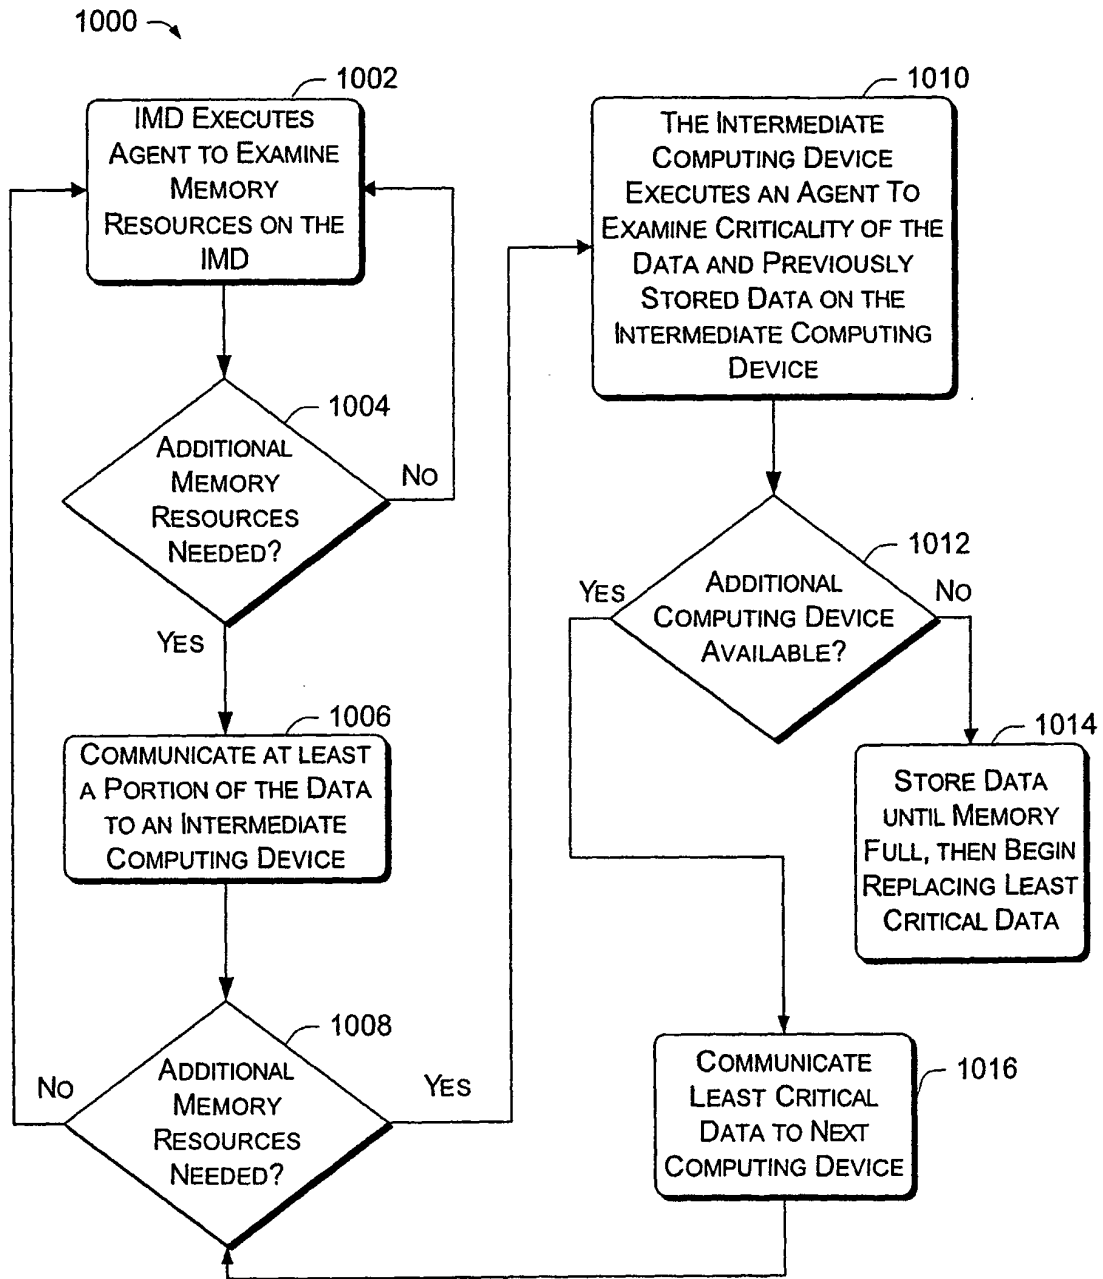 1000
1002
IMD EXECUTES
AGENT TO EXAMINE
MEMORY
RESOURCES ON THE
IMD
1004
ADDITIONAL
MEMORY
RESOURCES
NEEDED?
NO
YES
1006
COMMUNICATE AT LEAST
A PORTION OF THE DATA
TO AN INTERMEDIATE
COMPUTING DEVICE
1008
ADDITIONAL
MEMORY
RESOURCES
NEEDED?
NO
YES
1010
THE INTERMEDIATE
COMPUTING DEVICE
EXECUTES AN AGENT TO
EXAMINE CRITICALITY OF THE
DATA AND PREVIOUSLY
STORED DATA ON THE
INTERMEDIATE COMPUTING
DEVICE
1012
ADDITIONAL
COMPUTING DEVICE
AVAILABLE?
YES
NO
1014
STORE DATA
UNTIL MEMORY
FULL, THEN BEGIN
REPLACING LEAST
CRITICAL DATA
1016
COMMUNICATE
LEAST CRITICAL
DATA TO NEXT
COMPUTING DEVICE